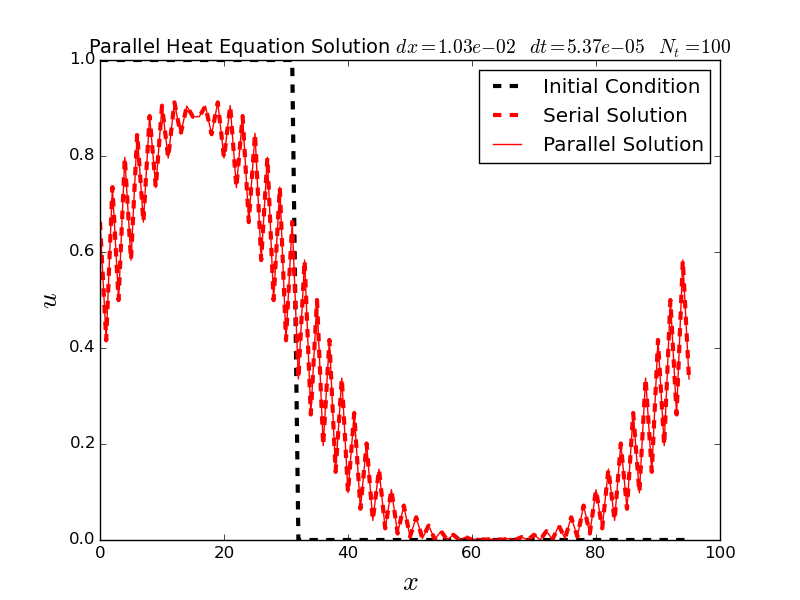 Parallel Heat Equation Solution dx=1.03e−02 dt=5.37e−05 N_t=100
1.0
Initial Condition
Serial Solution
Parallel Solution
0.8
0.6
u
0.4
0.2
0.0
0 20 40 60 80 100
x